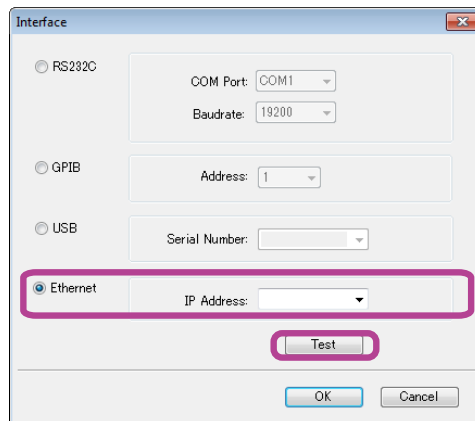 Interface
RS232C
COM Port: COM1
Baudrate: 19200
GPIB
Address: 1
USB
Serial Number:
Ethernet
IP Address:
Test
OK Cancel